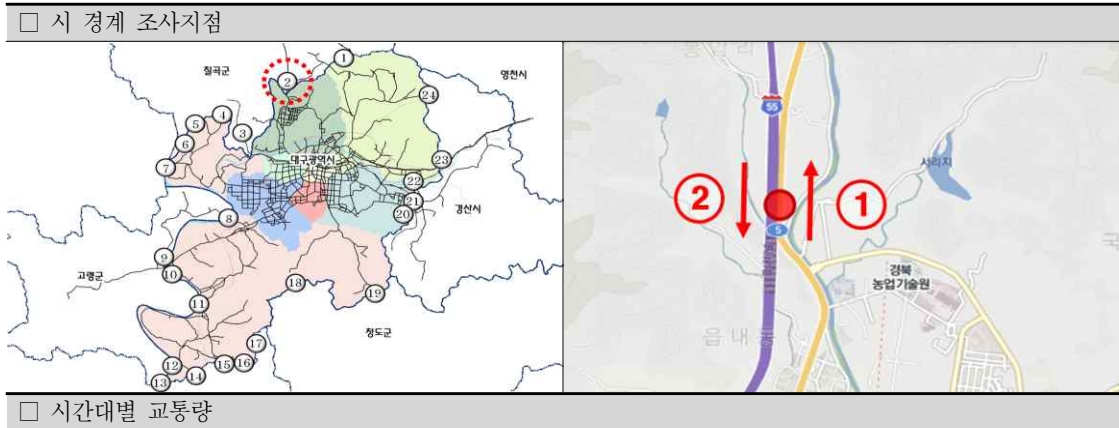 □ 시 경계 조사지점
칠곡군
영천시
대구광역시
경산시
고령군
청도군
①
②
③
④
⑤
⑥
⑦
⑧
⑨
⑩
⑪
⑫
⑬
⑭
⑮
⑯
⑰
⑱
⑲
⑳
21
22
23
24
55
서리지
②
①
5
경북
농업기술원
읍내동
□ 시간대별 교통량